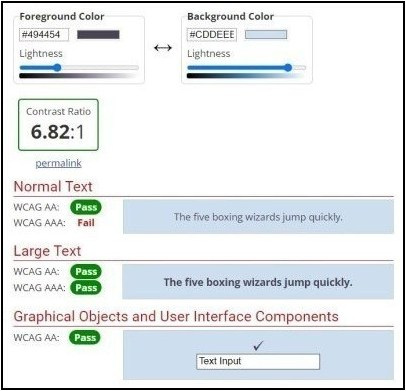 Foreground Color
Background Color
#494454
#CDDEEE
Lightness
Lightness
Contrast Ratio
6.82:1
permalink
Normal Text
WCAG AA: Pass
WCAG AAA: Fail
The five boxing wizards jump quickly.
Large Text
WCAG AA: Pass
WCAG AAA: Pass
The five boxing wizards jump quickly.
Graphical Objects and User Interface Components
WCAG AA: Pass
✓
Text Input